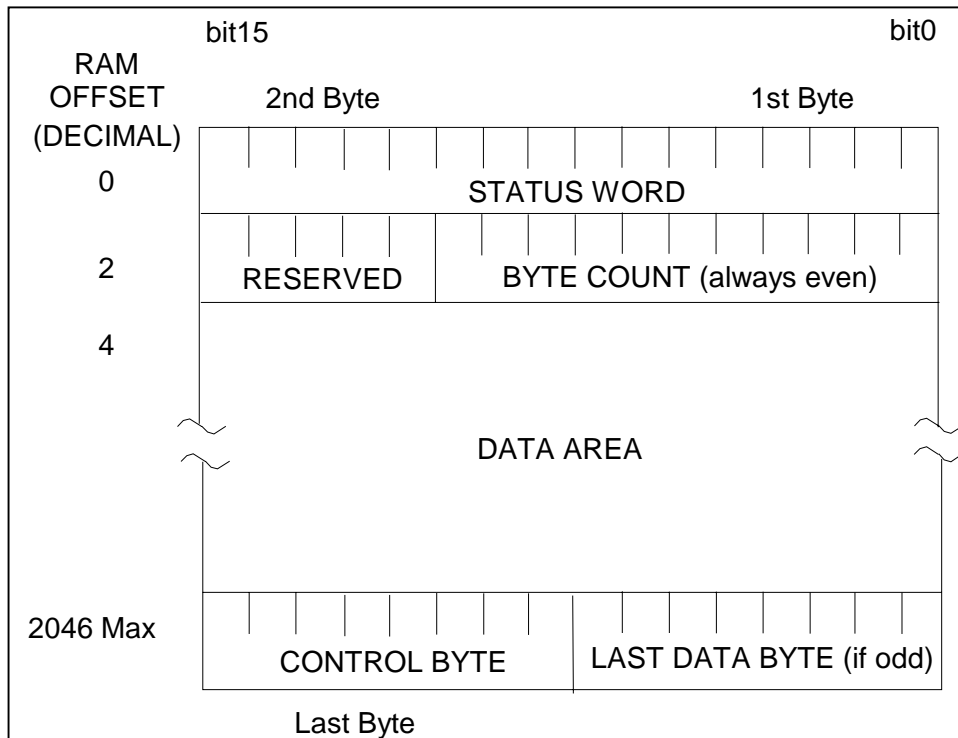 bit15 bit0
RAM
OFFSET
(DECIMAL)
2nd Byte 1st Byte
0 STATUS WORD
2 RESERVED BYTE COUNT (always even)
4
DATA AREA
2046 Max CONTROL BYTE LAST DATA BYTE (if odd)
Last Byte